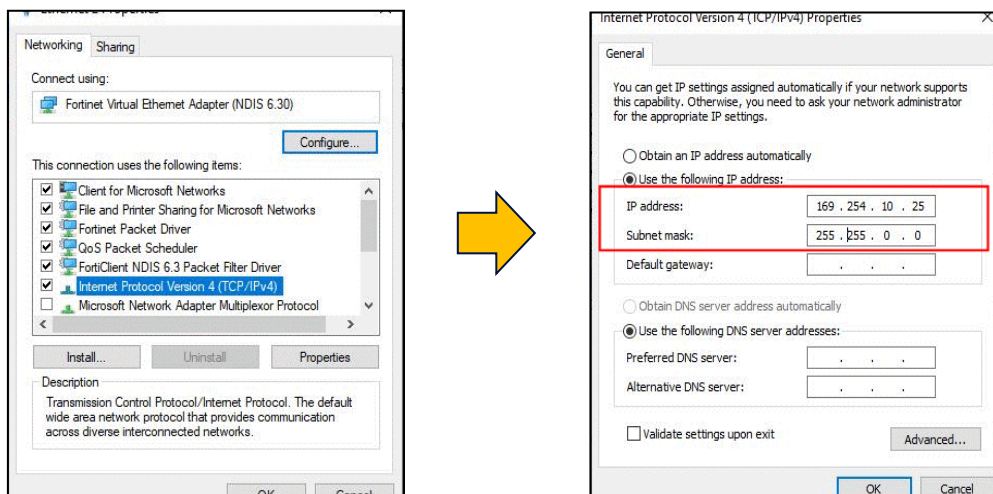 Networking Sharing
Connect using:
Fortinet Virtual Ethernet Adapter (NDIS 6.30)
Configure...
This connection uses the following items:
Client for Microsoft Networks
File and Printer Sharing for Microsoft Networks
Fortinet Packet Driver
QoS Packet Scheduler
FortiClient NDIS 6.3 Packet Filter Driver
Internet Protocol Version 4 (TCP/IPv4)
Microsoft Network Adapter Multiplexor Protocol
Install... Uninstall Properties
Description
Transmission Control Protocol/Internet Protocol. The default
wide area network protocol that provides communication
across diverse interconnected networks.
OK Cancel
Internet Protocol Version 4 (TCP/IPv4) Properties
General
You can get IP settings assigned automatically if your network supports
this capability. Otherwise, you need to ask your network administrator
for the appropriate IP settings.
Obtain an IP address automatically
Use the following IP address:
IP address: 169 . 254 . 10 . 25
Subnet mask: 255 . 255 . 0 . 0
Default gateway: . . .
Obtain DNS server address automatically
Use the following DNS server addresses:
Preferred DNS server: . . .
Alternative DNS server: . . .
Validate settings upon exit
Advanced...
OK Cancel